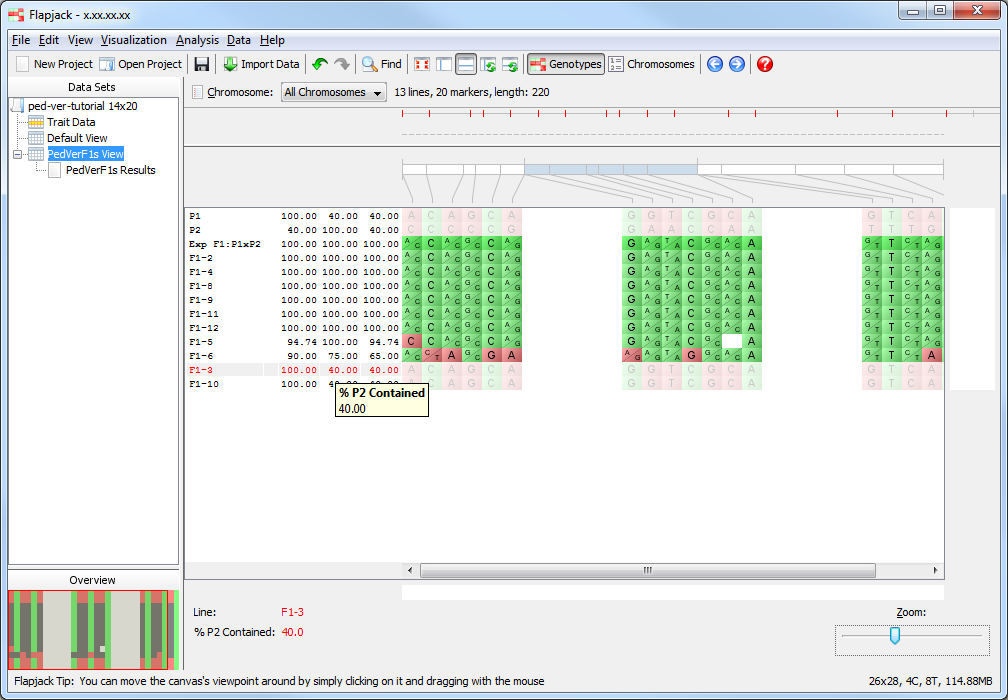 Flapjack - x.xx.xx.xx
File Edit View Visualization Analysis Data Help
New Project Open Project Import Data Find Genotypes Chromosomes
Data Sets
ped-ver-tutorial 14x20
Trait Data
Default View
PedVerF1s View
PedVerF1s Results
Chromosome: All Chromosomes 13 lines, 20 markers, length: 220
P1 100.00 40.00 40.00 A C A G C A G G T C G C A G T C A
P2 40.00 100.00 40.00 C C C C C G G A A C C A A T T T G
Exp F1:P1xP2 100.00 100.00 100.00
F1-2 100.00 100.00 100.00
F1-4 100.00 100.00 100.00
F1-8 100.00 100.00 100.00
F1-9 100.00 100.00 100.00
F1-11 100.00 100.00 100.00
F1-12 100.00 100.00 100.00
F1-5 94.74 100.00 94.74
F1-6 90.00 75.00 65.00
F1-3 100.00 40.00 40.00 A C A G C A G G T C G C A G T C A
F1-10 100.00 A C A G C A G G T C G C A G T C A
% P2 Contained
40.00
Overview
Line: F1-3
% P2 Contained: 40.0
Zoom:
Flapjack Tip: You can move the canvas's viewpoint around by simply clicking on it and dragging with the mouse
26x28, 4C, 8T, 114.88MB